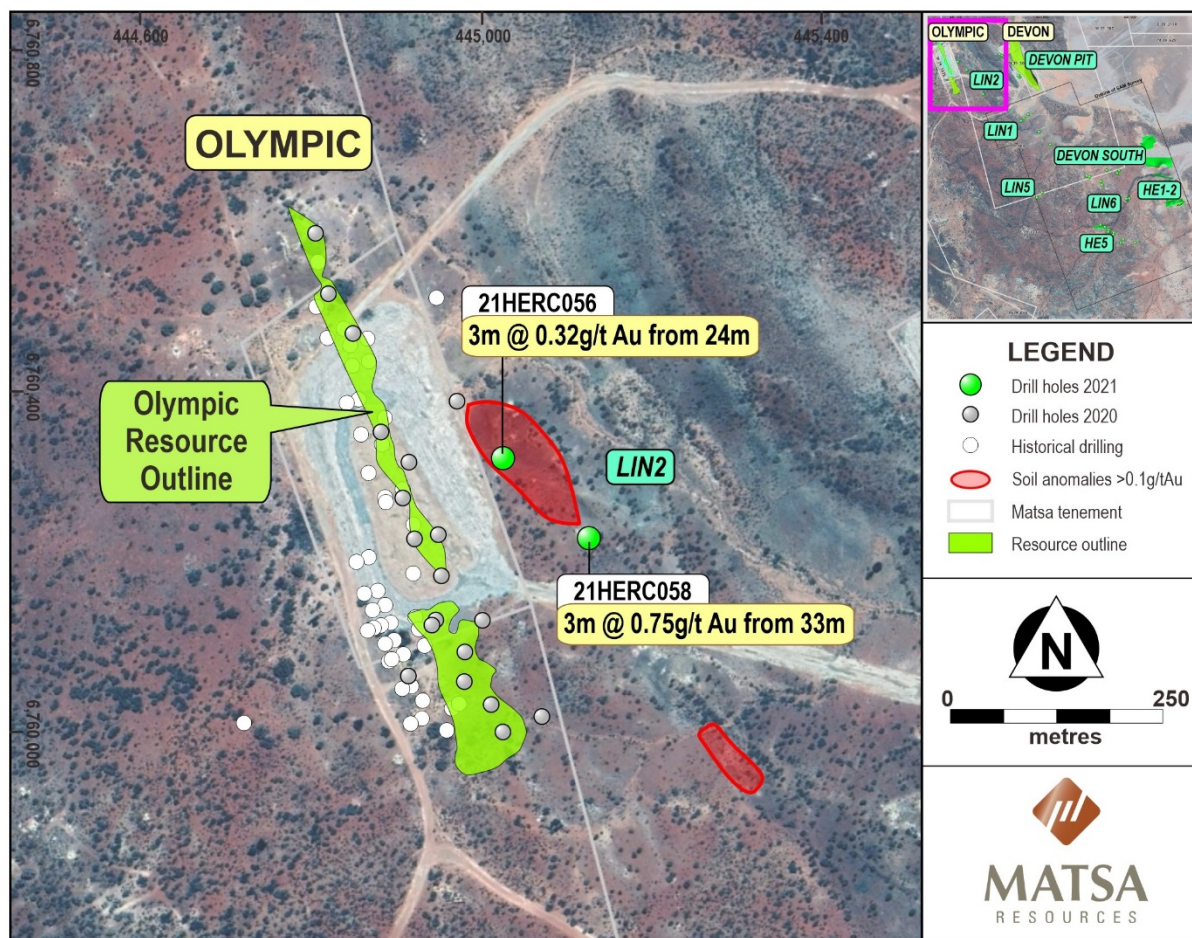 444,600
445,000
445,400
6,760,800
6,760,400
6,760,000
OLYMPIC
21HERC056
3m @ 0.32g/t Au from 24m
Olympic
Resource
Outline
LIN2
21HERC058
3m @ 0.75g/t Au from 33m
OLYMPIC
DEVON
DEVON PIT
LIN2
LIN1
DEVON SOUTH
LIN5
LIN6
HE1-2
HE5
LEGEND
Drill holes 2021
Drill holes 2020
Historical drilling
Soil anomalies >0.1g/tAu
Matsa tenement
Resource outline
N
0
250
metres
MATSA
RESOURCES